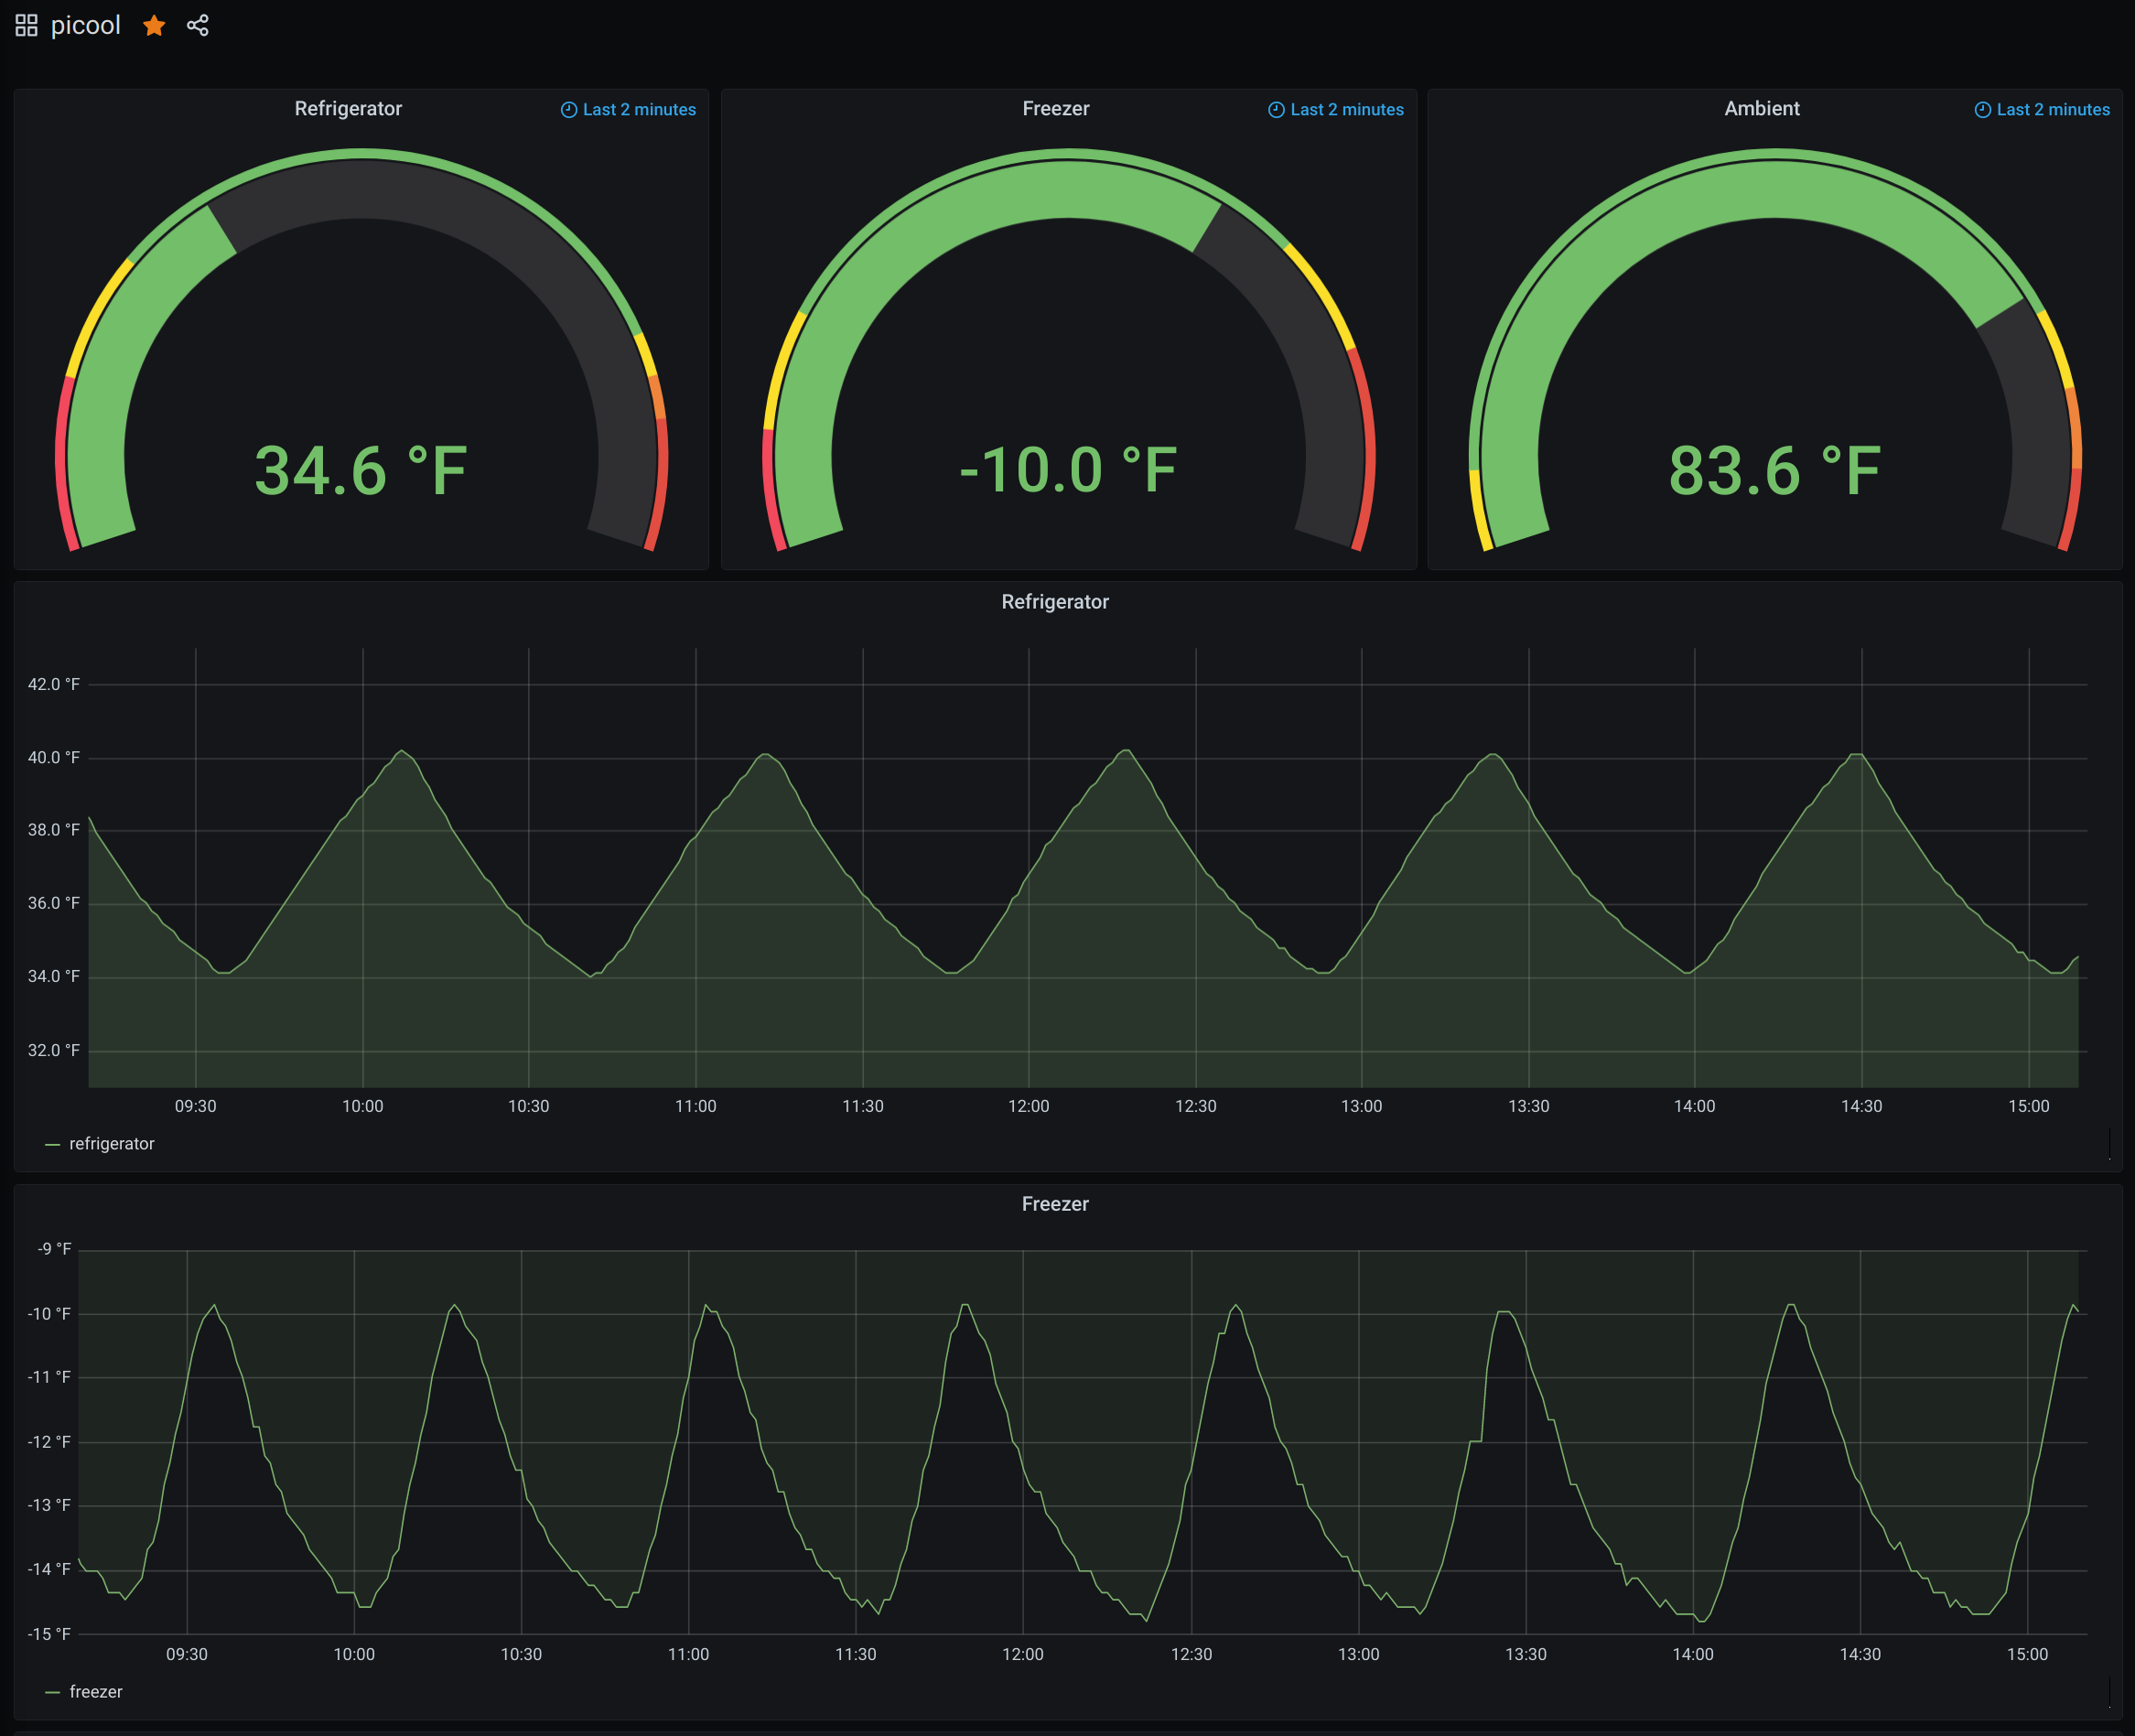 picool
Refrigerator
Last 2 minutes
Freezer
Last 2 minutes
Ambient
Last 2 minutes
34.6 °F
-10.0 °F
83.6 °F
Refrigerator
42.0 °F
40.0 °F
38.0 °F
36.0 °F
34.0 °F
32.0 °F
09:30 10:00 10:30 11:00 11:30 12:00 12:30 13:00 13:30 14:00 14:30 15:00
refrigerator
Freezer
-9 °F
-10 °F
-11 °F
-12 °F
-13 °F
-14 °F
-15 °F
09:30 10:00 10:30 11:00 11:30 12:00 12:30 13:00 13:30 14:00 14:30 15:00
freezer